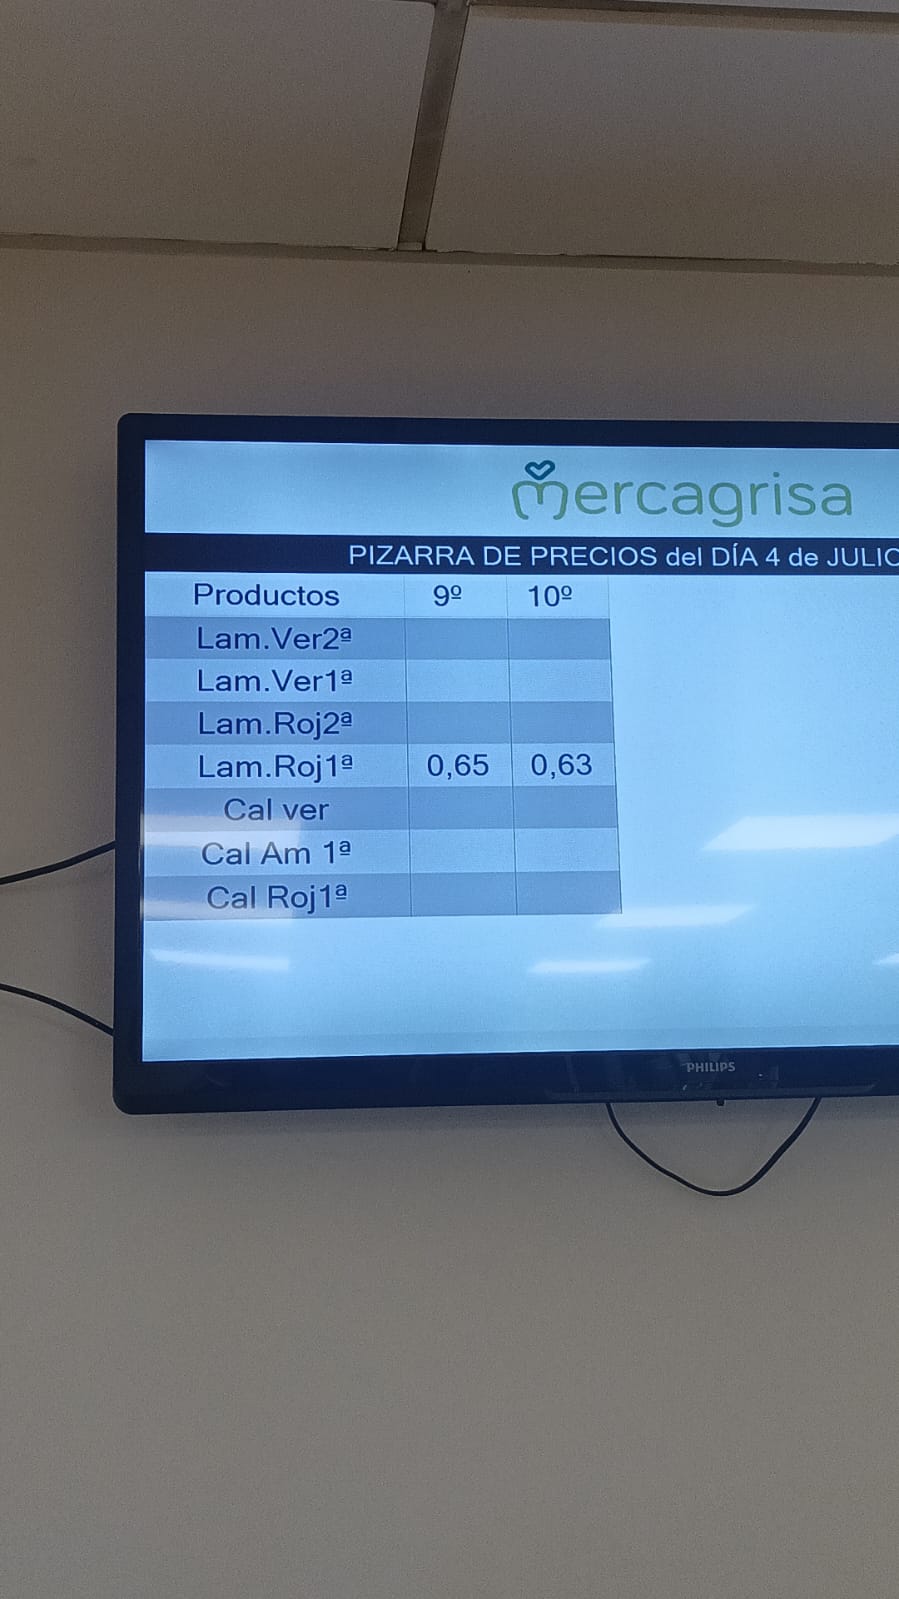 mercagrisa
PIZARRA DE PRECIOS del DÍA 4 de JULIO
Productos 9º 10º
Lam.Ver2ª
Lam.Ver1ª
Lam.Roj2ª
Lam.Roj1ª 0,65 0,63
Cal ver
Cal Am 1ª
Cal Roj1ª
PHILIPS